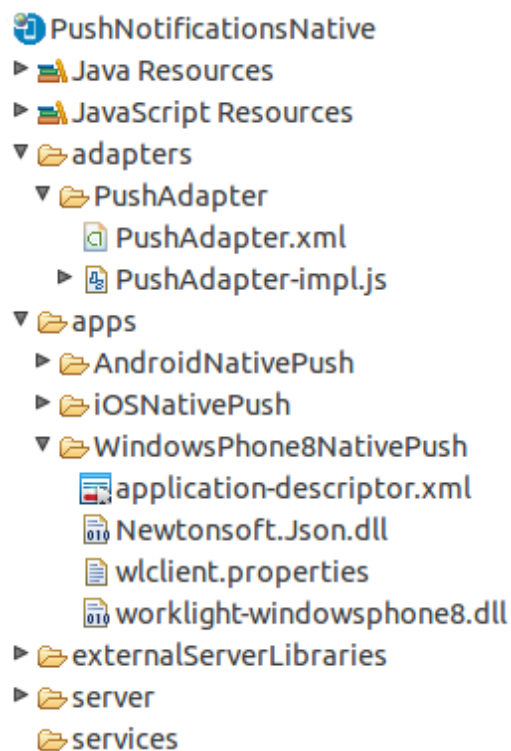 PushNotificationsNative
Java Resources
JavaScript Resources
adapters
PushAdapter
PushAdapter.xml
PushAdapter-impl.js
apps
AndroidNativePush
iOSNativePush
WindowsPhone8NativePush
application-descriptor.xml
Newtonsoft.Json.dll
wlclient.properties
worklight-windowsphone8.dll
externalServerLibraries
server
services